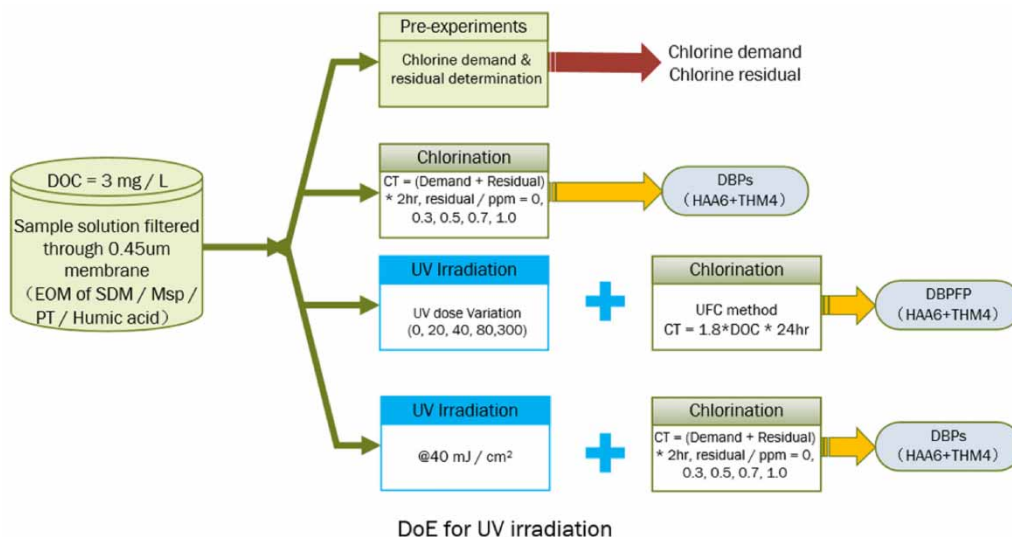 DOC = 3 mg / L
Sample solution filtered
through 0.45um
membrane
(EOM of SDM / Msp /
PT / Humic acid)
Pre-experiments
Chlorine demand &
residual determination
Chlorine demand
Chlorine residual
Chlorination
CT = (Demand + Residual)
* 2hr, residual / ppm = 0,
0.3, 0.5, 0.7, 1.0
DBPs
(HAA6+THM4)
UV Irradiation
UV dose Variation
(0, 20, 40, 80,300)
Chlorination
UFC method
CT = 1.8*DOC * 24hr
DBPFP
(HAA6+THM4)
UV Irradiation
@40 mJ / cm²
Chlorination
CT = (Demand + Residual)
* 2hr, residual / ppm = 0,
0.3, 0.5, 0.7, 1.0
DBPs
(HAA6+THM4)
DoE for UV irradiation